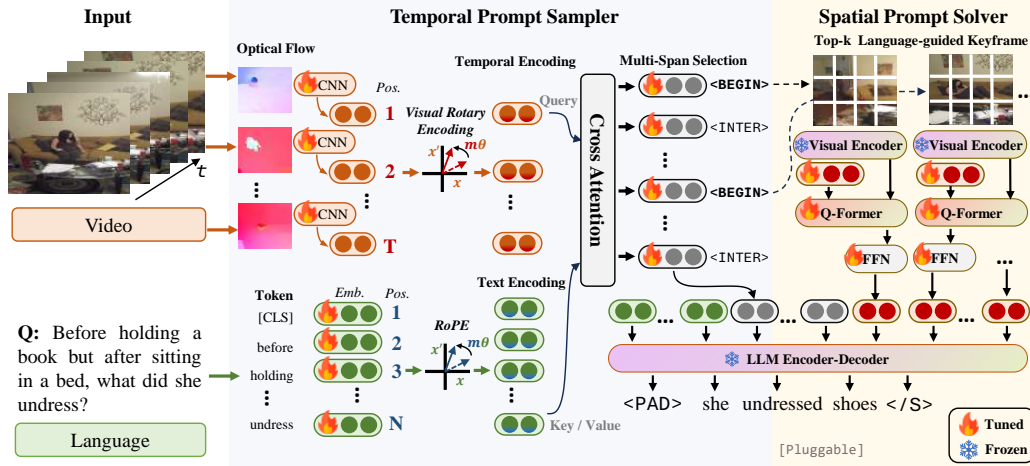 Input
Temporal Prompt Sampler
Spatial Prompt Solver
t
Video
Q: Before holding a
book but after sitting
in a bed, what did she
undress?
Language
Optical Flow
CNN
CNN
CNN
Pos.
1
2
T
Visual Rotary
Encoding
x'
mθ
x
Temporal Encoding
Token
Emb.
Pos.
[CLS]
1
before
2
holding
3
undress
N
RoPE
x'
mθ
x
Text Encoding
Query
Key / Value
Cross Attention
Multi-Span Selection
<BEGIN>
<INTER>
<BEGIN>
<INTER>
Top-k Language-guided Keyframe
Visual Encoder
Visual Encoder
Q-Former
Q-Former
FFN
FFN
LLM Encoder-Decoder
<PAD> she undressed shoes </S>
[Pluggable]
Tuned
Frozen